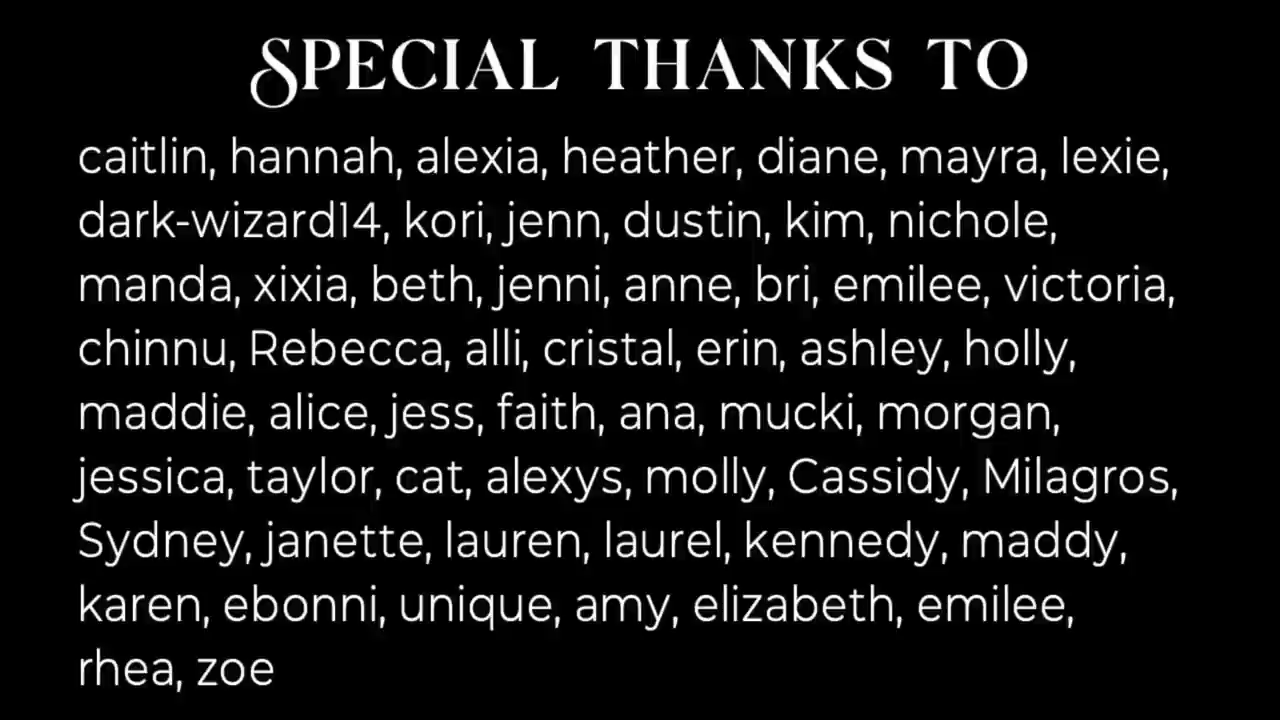 SPECIAL THANKS TO
caitlin, hannah, alexia, heather, diane, mayra, lexie,
dark-wizard14, kori, jenn, dustin, kim, nichole,
manda, xixia, beth, jenni, anne, bri, emilee, victoria,
chinnu, Rebecca, alli, cristal, erin, ashley, holly,
maddie, alice, jess, faith, ana, mucki, morgan,
jessica, taylor, cat, alexys, molly, Cassidy, Milagros,
Sydney, janette, lauren, laurel, kennedy, maddy,
karen, ebonni, unique, amy, elizabeth, emilee,
rhea, zoe